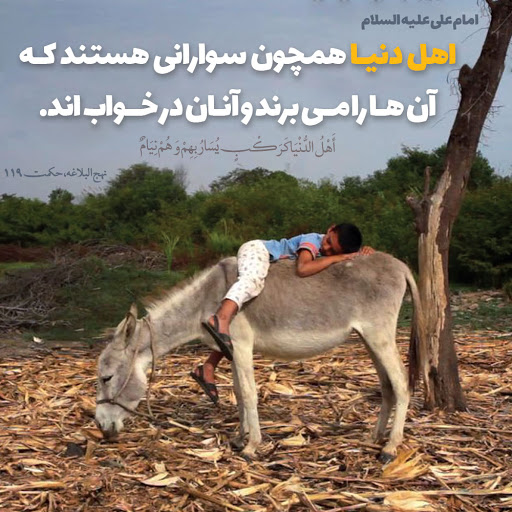 امام علی علیه السلام
اهل دنیا همچون سوارانی هستند که
آن ها را می برند و آنان در خواب اند.
أَهْلُ الدُّنْيَا كَرَكْبٍ يُسَارُ بِهِمْ وَ هُمْ نِيَامٌ
نهج البلاغه، حکت ۱۱۹